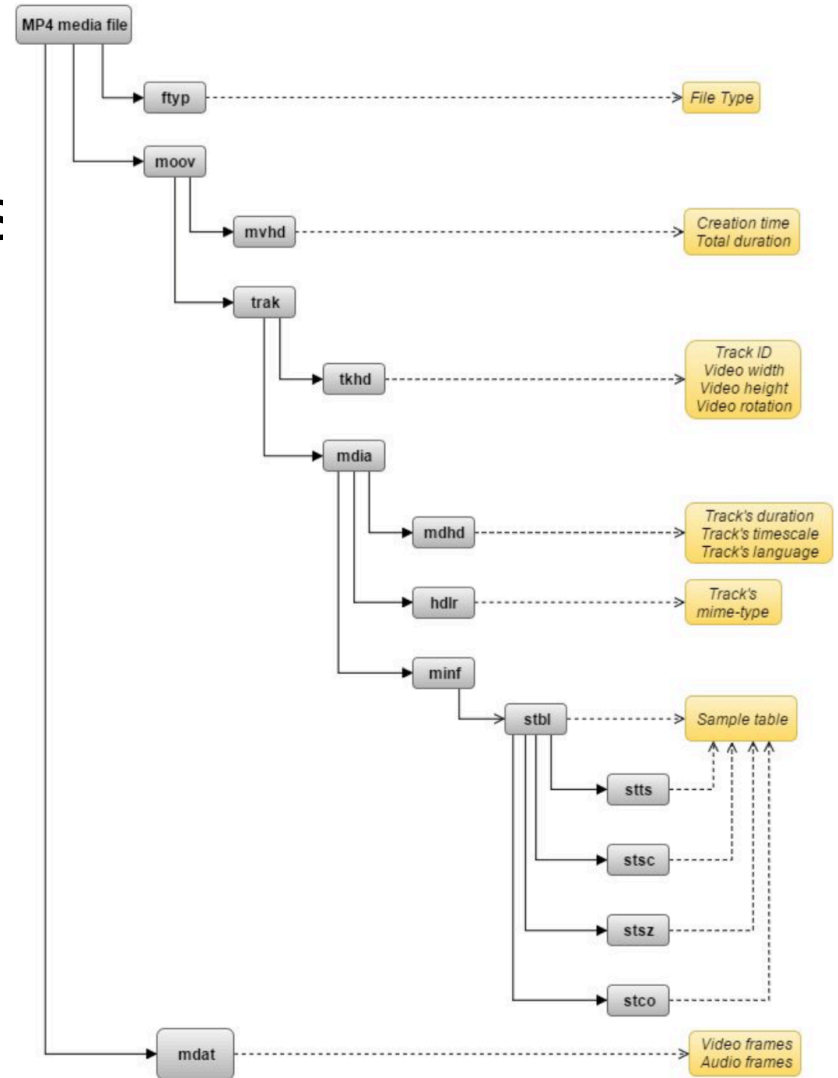 MP4 media file
ftyp
File Type
moov
mvhd
Creation time
Total duration
trak
tkhd
Track ID
Video width
Video height
Video rotation
mdia
mdhd
Track's duration
Track's timescale
Track's language
hdlr
Track's
mime-type
minf
stbl
Sample table
stts
stsc
stsz
stco
mdat
Video frames
Audio frames